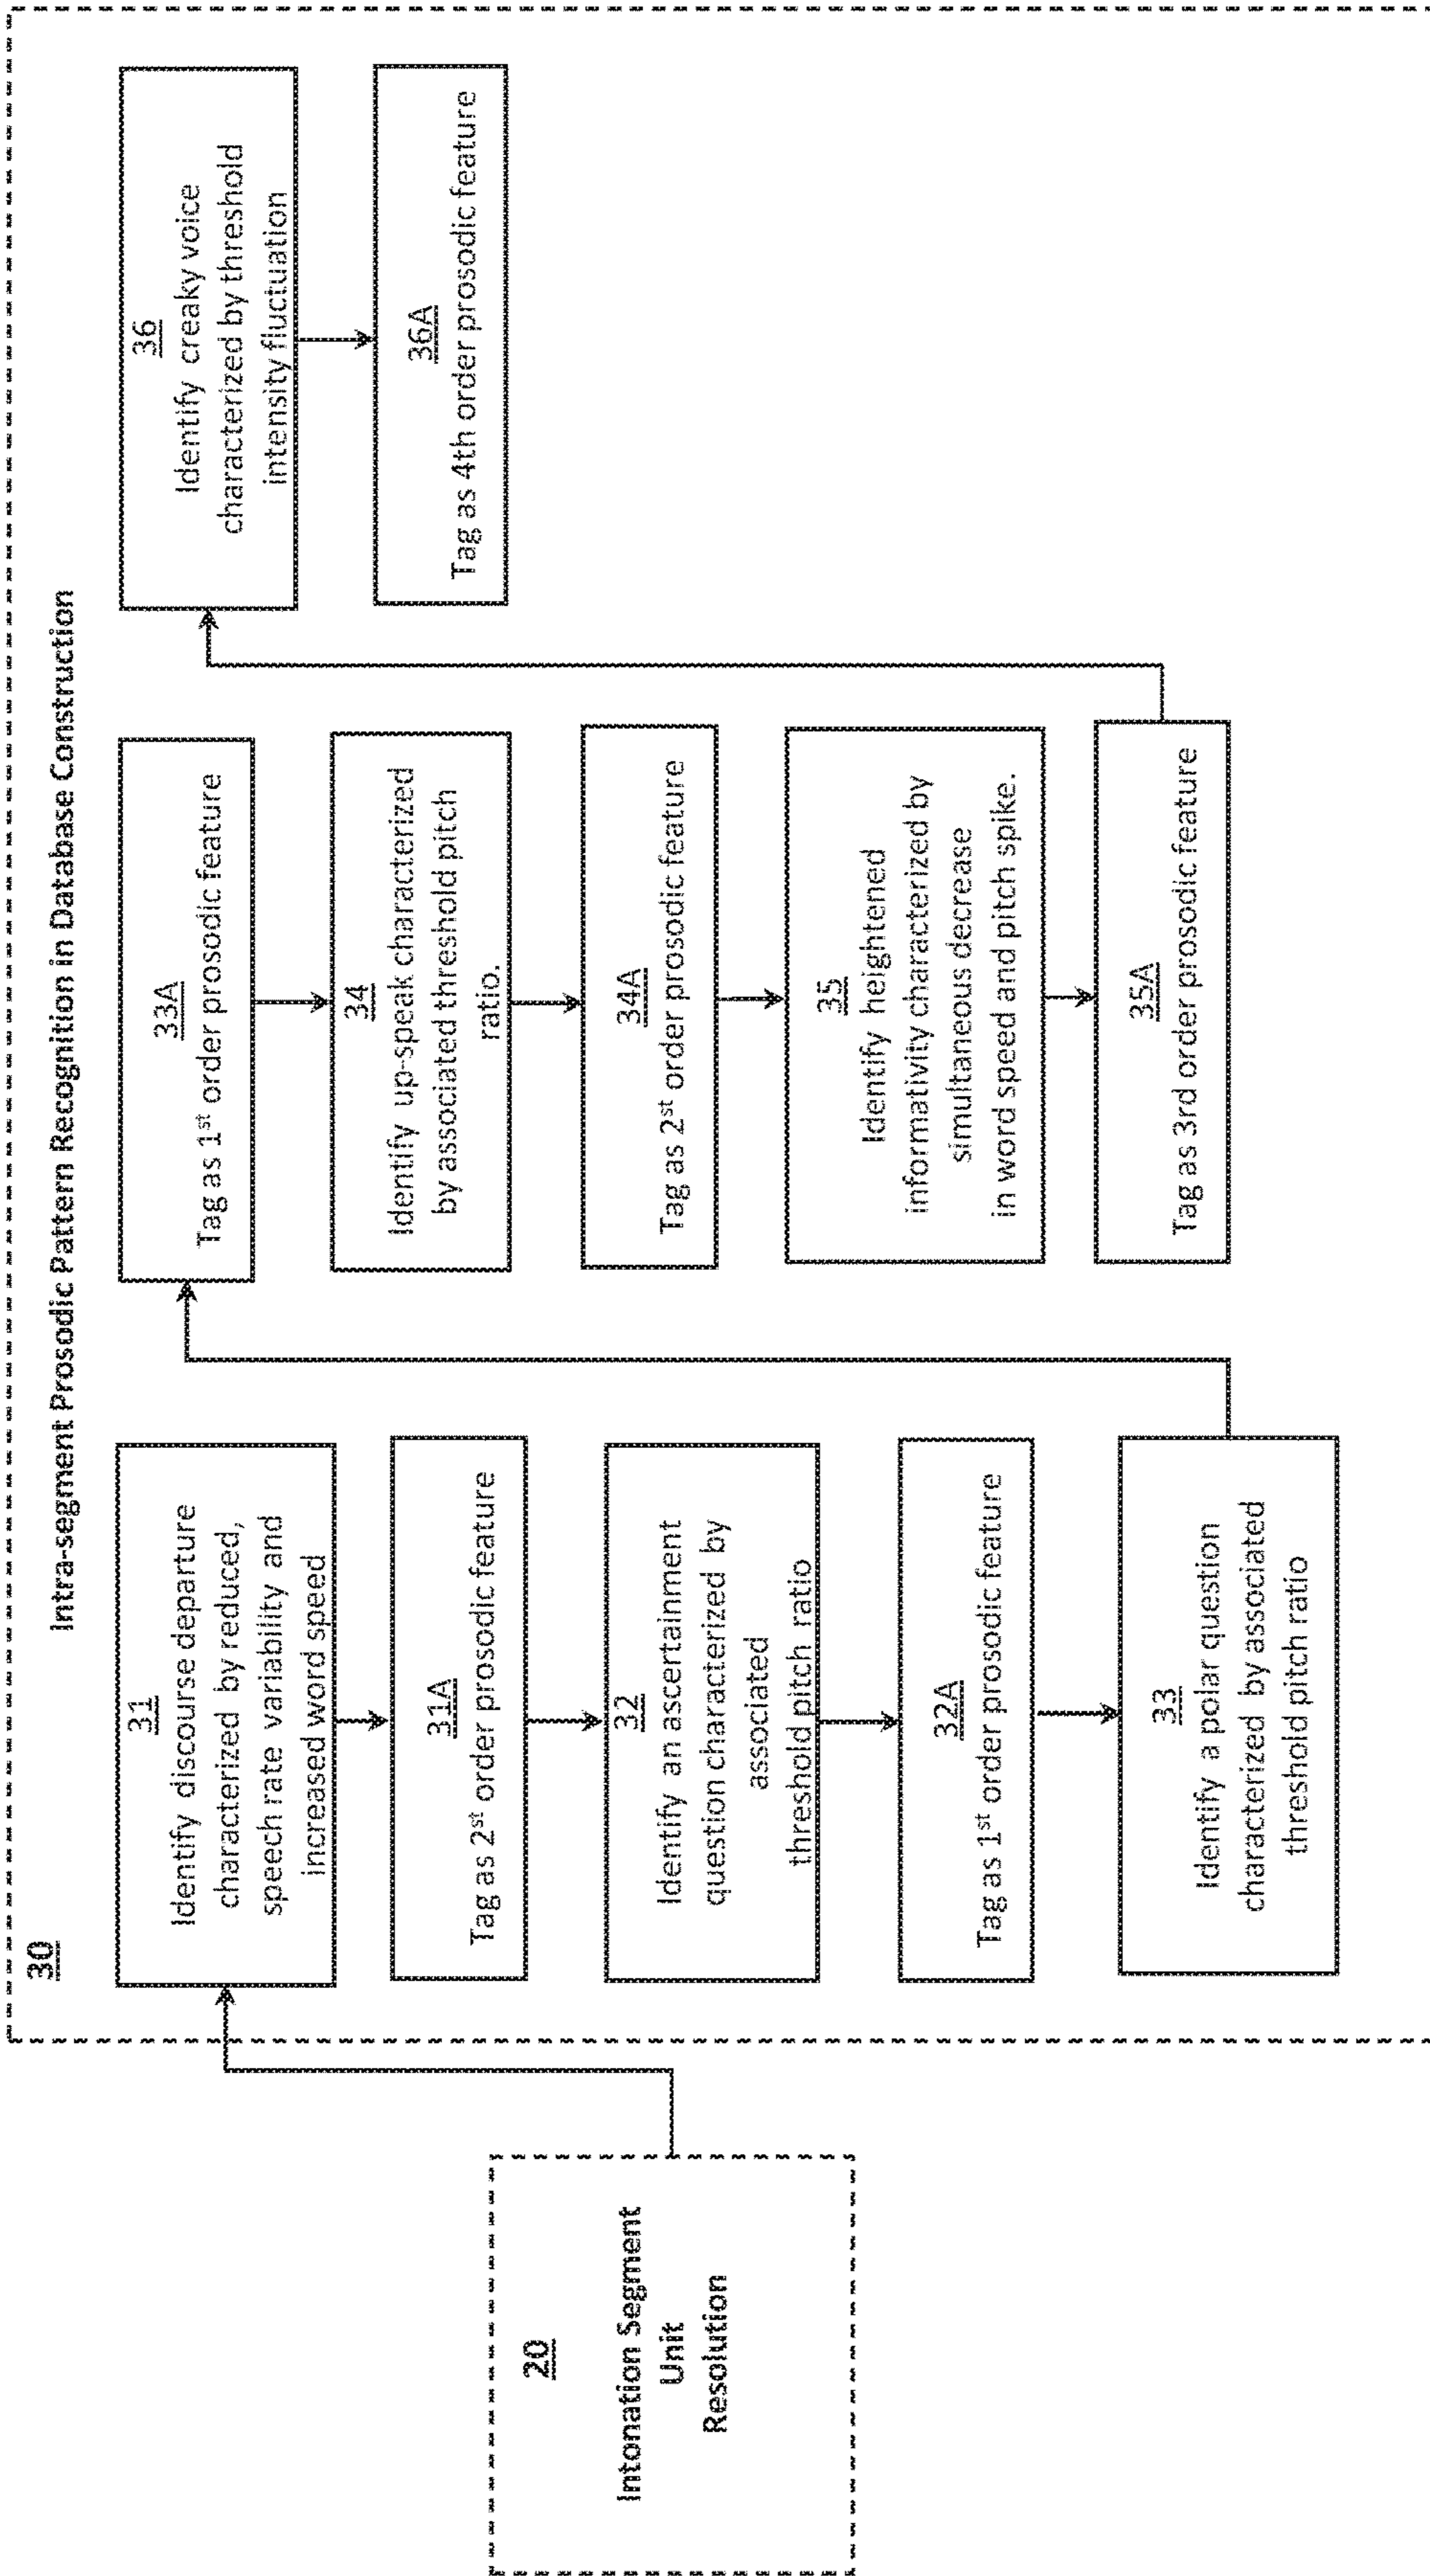 Intra-segment Prosodic Pattern Recognition in Database Construction
30
20
Intonation Segment
Unit
Resolution
31
Identify discourse departure
characterized by reduced,
speech rate variability and
increased word speed
31A
Tag as 2st order prosodic feature
32
Identify an ascertainment
question characterized by
associated
threshold pitch ratio
32A
Tag as 1st order prosodic feature
33
Identify a polar question
characterized by associated
threshold pitch ratio
33A
Tag as 1st order prosodic feature
34
Identify up-speak characterized
by associated threshold pitch
ratio.
34A
Tag as 2st order prosodic feature
35
Identify heightened
informativity characterized by
simultaneous decrease
in word speed and pitch spike.
35A
Tag as 3rd order prosodic feature
36
Identify creaky voice
characterized by threshold
intensity fluctuation
36A
Tag as 4th order prosodic feature